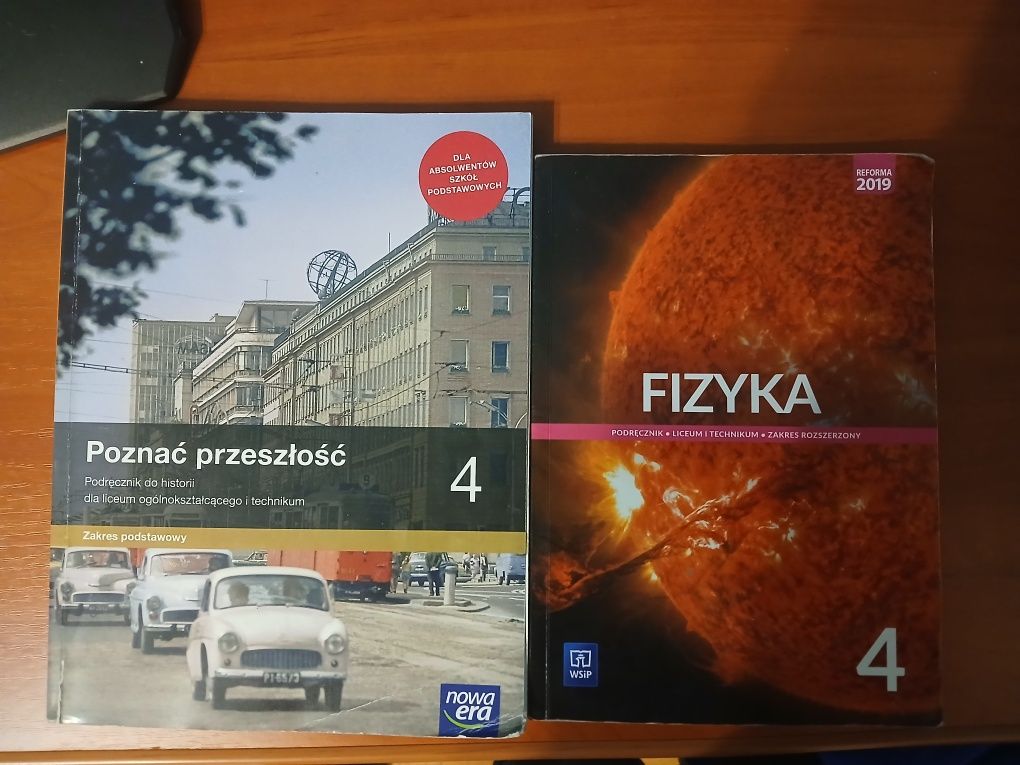 DLA
ABSOLWENTÓW
SZKÓŁ
PODSTAWOWYCH
Poznać przeszłość
4
Podręcznik do historii
dla liceum ogólnokształcącego i technikum
Zakres podstawowy
nowa
era
REFORMA
2019
FIZYKA
PODRĘCZNIK • LICEUM I TECHNIKUM • ZAKRES ROZSZERZONY
WSiP
4